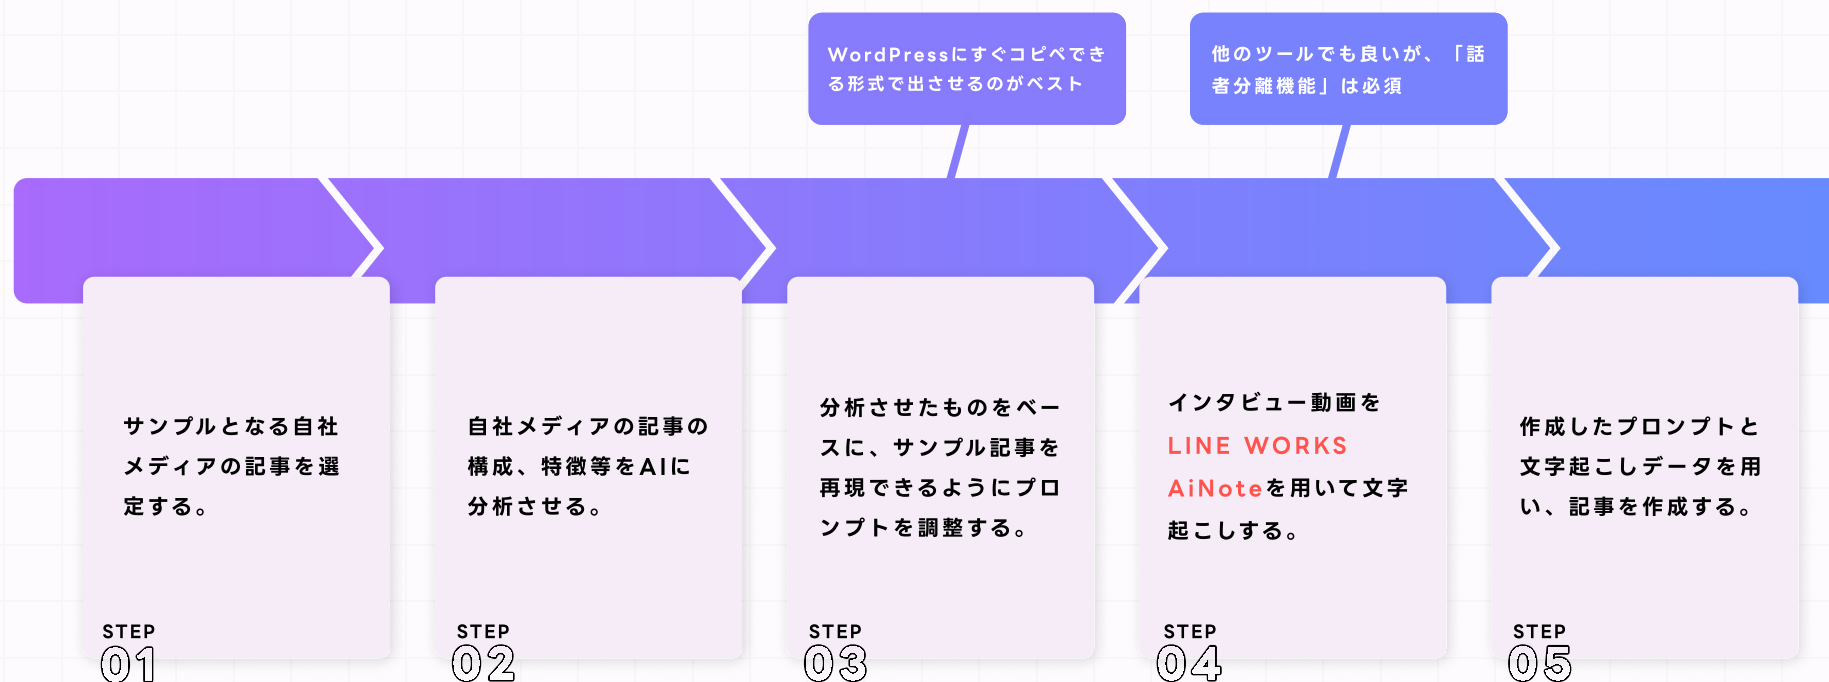 WordPressにすぐコピペでき
る形式で出させるのがベスト
他のツールでも良いが、「話
者分離機能」は必須
サンプルとなる自社
メディアの記事を選
定する。
STEP
01
自社メディアの記事の
構成、特徴等をAIに
分析させる。
STEP
02
分析させたものをベー
スに、サンプル記事を
再現できるようにプロ
ンプトを調整する。
STEP
03
インタビュー動画を
LINE WORKS
AiNoteを用いて文字
起こしする。
STEP
04
作成したプロンプトと
文字起こしデータを用
い、記事を作成する。
STEP
05